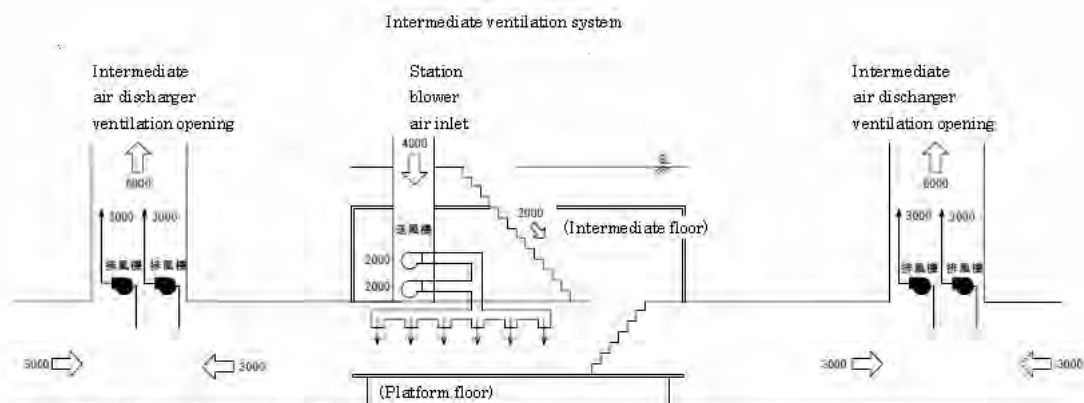 Intermediate ventilation system
Intermediate
air discharger
ventilation opening
Station
blower
air inlet
Intermediate
air discharger
ventilation opening
4000
6000
6000
3000 3000
2000
3000 3000
(Intermediate floor)
送風機
排風機 排風機
2000
排風機 排風機
2000
3000
3000
3000
3000
(Platform floor)